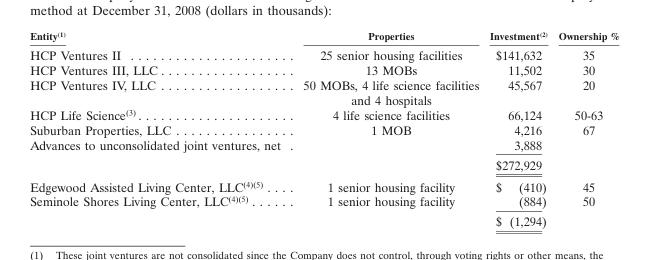 method at December 31, 2008 (dollars in thousands):
Entity(1) Properties Investment(2) Ownership %
HCP Ventures II . . . . . . . . . . . . . . . . . . . . . . 25 senior housing facilities $141,632 35
HCP Ventures III, LLC . . . . . . . . . . . . . . . . . . 13 MOBs 11,502 30
HCP Ventures IV, LLC . . . . . . . . . . . . . . . . . . 50 MOBs, 4 life science facilities 45,567 20
and 4 hospitals
HCP Life Science(3) . . . . . . . . . . . . . . . . . . . . . 4 life science facilities 66,124 50-63
Suburban Properties, LLC . . . . . . . . . . . . . . . 1 MOB 4,216 67
Advances to unconsolidated joint ventures, net . 3,888
$272,929
Edgewood Assisted Living Center, LLC(4)(5) . . . . 1 senior housing facility $ (410) 45
Seminole Shores Living Center, LLC(4)(5) . . . . . . 1 senior housing facility (884) 50
$ (1,294)
(1) These joint ventures are not consolidated since the Company does not control, through voting rights or other means, the